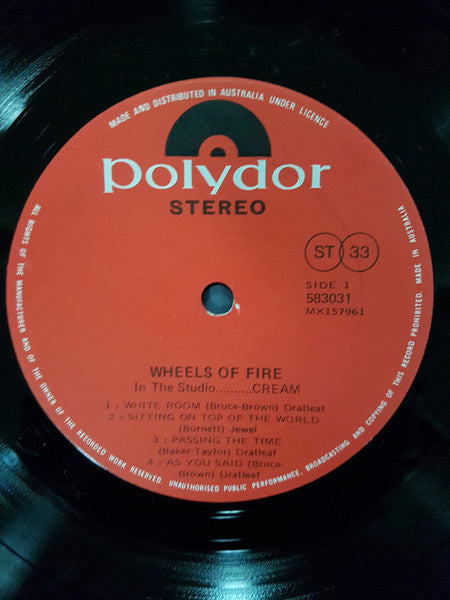 MADE AND DISTRIBUTED IN AUSTRALIA UNDER LICENCE
polydor
STEREO
ST 33
SIDE 1
583031
MX157961
WHEELS OF FIRE
In The Studio..........CREAM
1 : WHITE ROOM (Bruce-Brown) Dratleaf
2 : SITTING ON TOP OF THE WORLD
(Burnett) Jewel
3 : PASSING THE TIME
(Baker-Taylor) Dratleaf
4 : AS YOU SAID (Bruce-
Brown) Dratleaf
ALL RIGHTS OF THE MANUFACTURER AND OF THE OWNER OF THE RECORDED WORK RESERVED. UNAUTHORISED PUBLIC PERFORMANCE, BROADCASTING AND COPYING OF THIS RECORD PROHIBITED. MADE IN AUSTRALIA